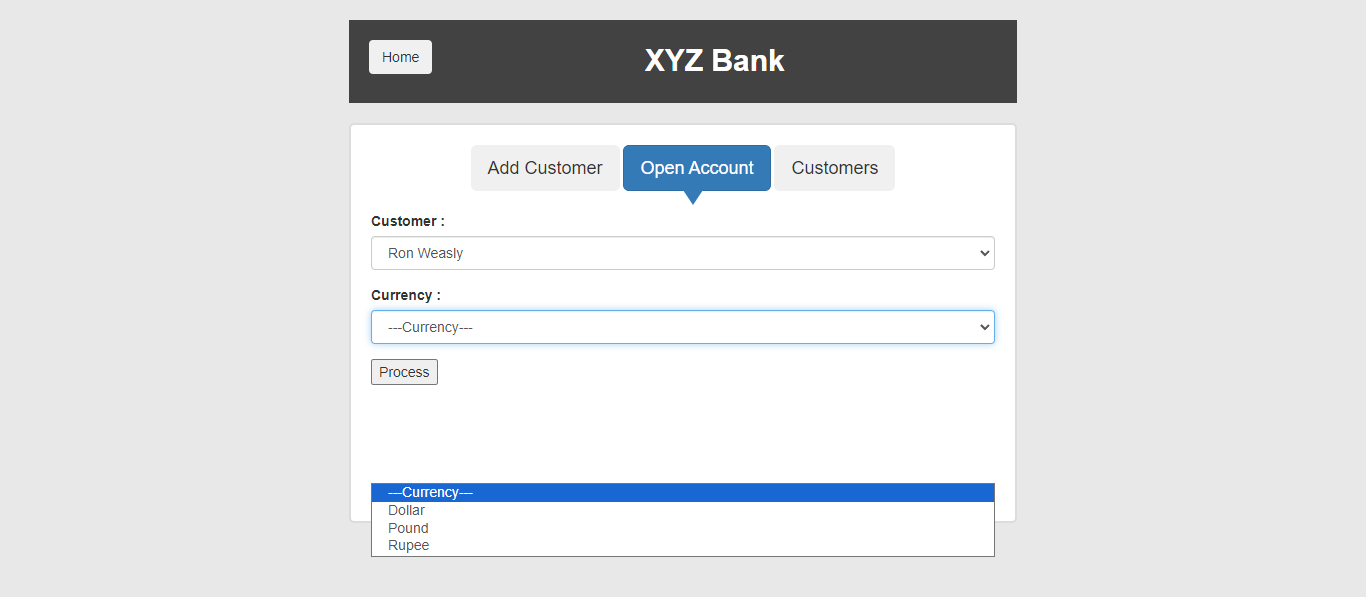 Home
XYZ Bank
Add Customer
Open Account
Customers
Customer :
Ron Weasly
Currency :
---Currency---
Process
---Currency---
Dollar
Pound
Rupee